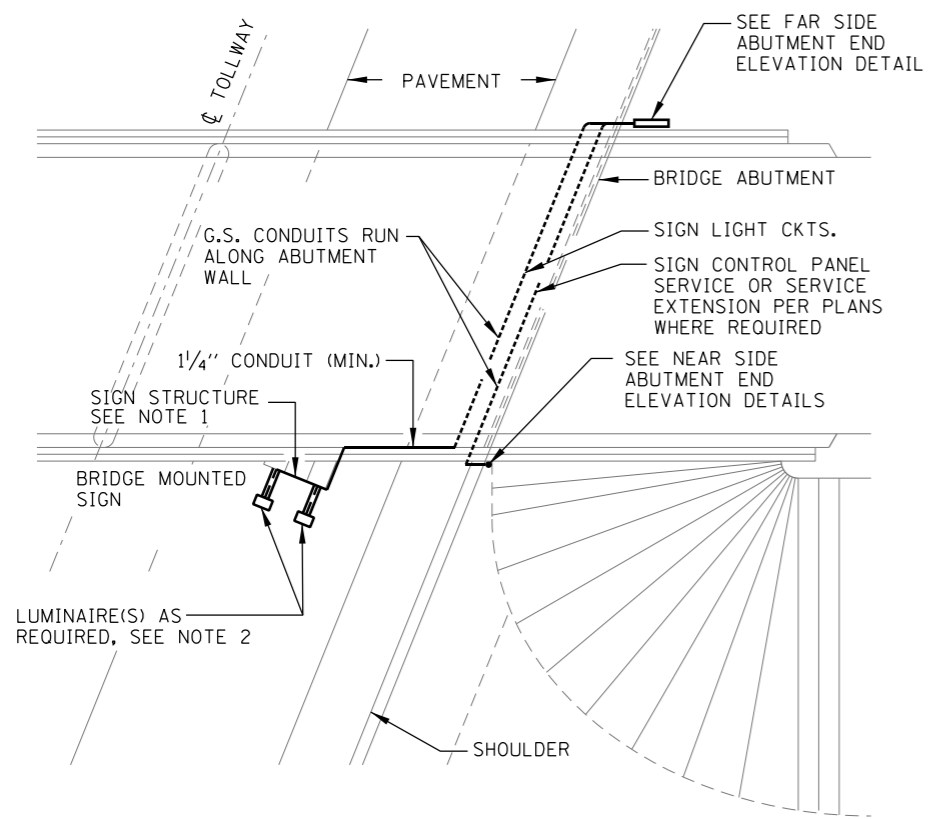 SEE FAR SIDE
ABUTMENT END
ELEVATION DETAIL
℄ TOLLWAY
PAVEMENT
BRIDGE ABUTMENT
G.S. CONDUITS RUN
ALONG ABUTMENT
WALL
SIGN LIGHT CKTS.
SIGN CONTROL PANEL
SERVICE OR SERVICE
EXTENSION PER PLANS
WHERE REQUIRED
1 1/4" CONDUIT (MIN.)
SEE NEAR SIDE
ABUTMENT END
ELEVATION DETAILS
SIGN STRUCTURE
SEE NOTE 1
BRIDGE MOUNTED
SIGN
LUMINAIRE(S) AS
REQUIRED, SEE NOTE 2
SHOULDER